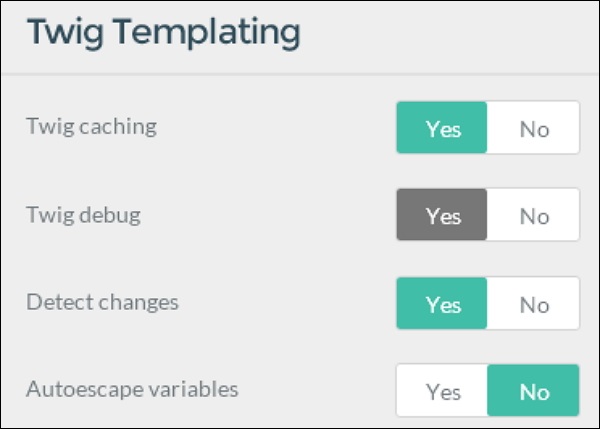 Twig Templating
Twig caching Yes No
Twig debug Yes No
Detect changes Yes No
Autoescape variables Yes No